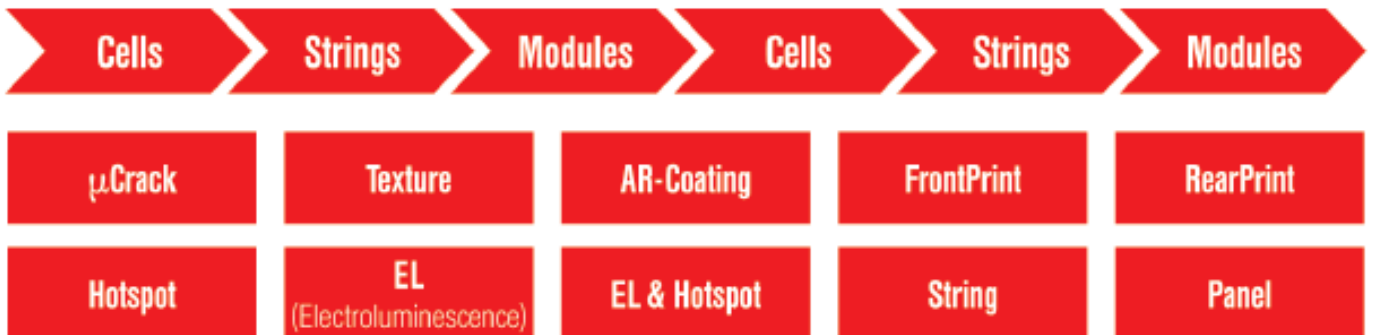 Cells Strings Modules Cells Strings Modules
μCrack Texture AR-Coating FrontPrint RearPrint
Hotspot EL (Electroluminescence) EL & Hotspot String Panel